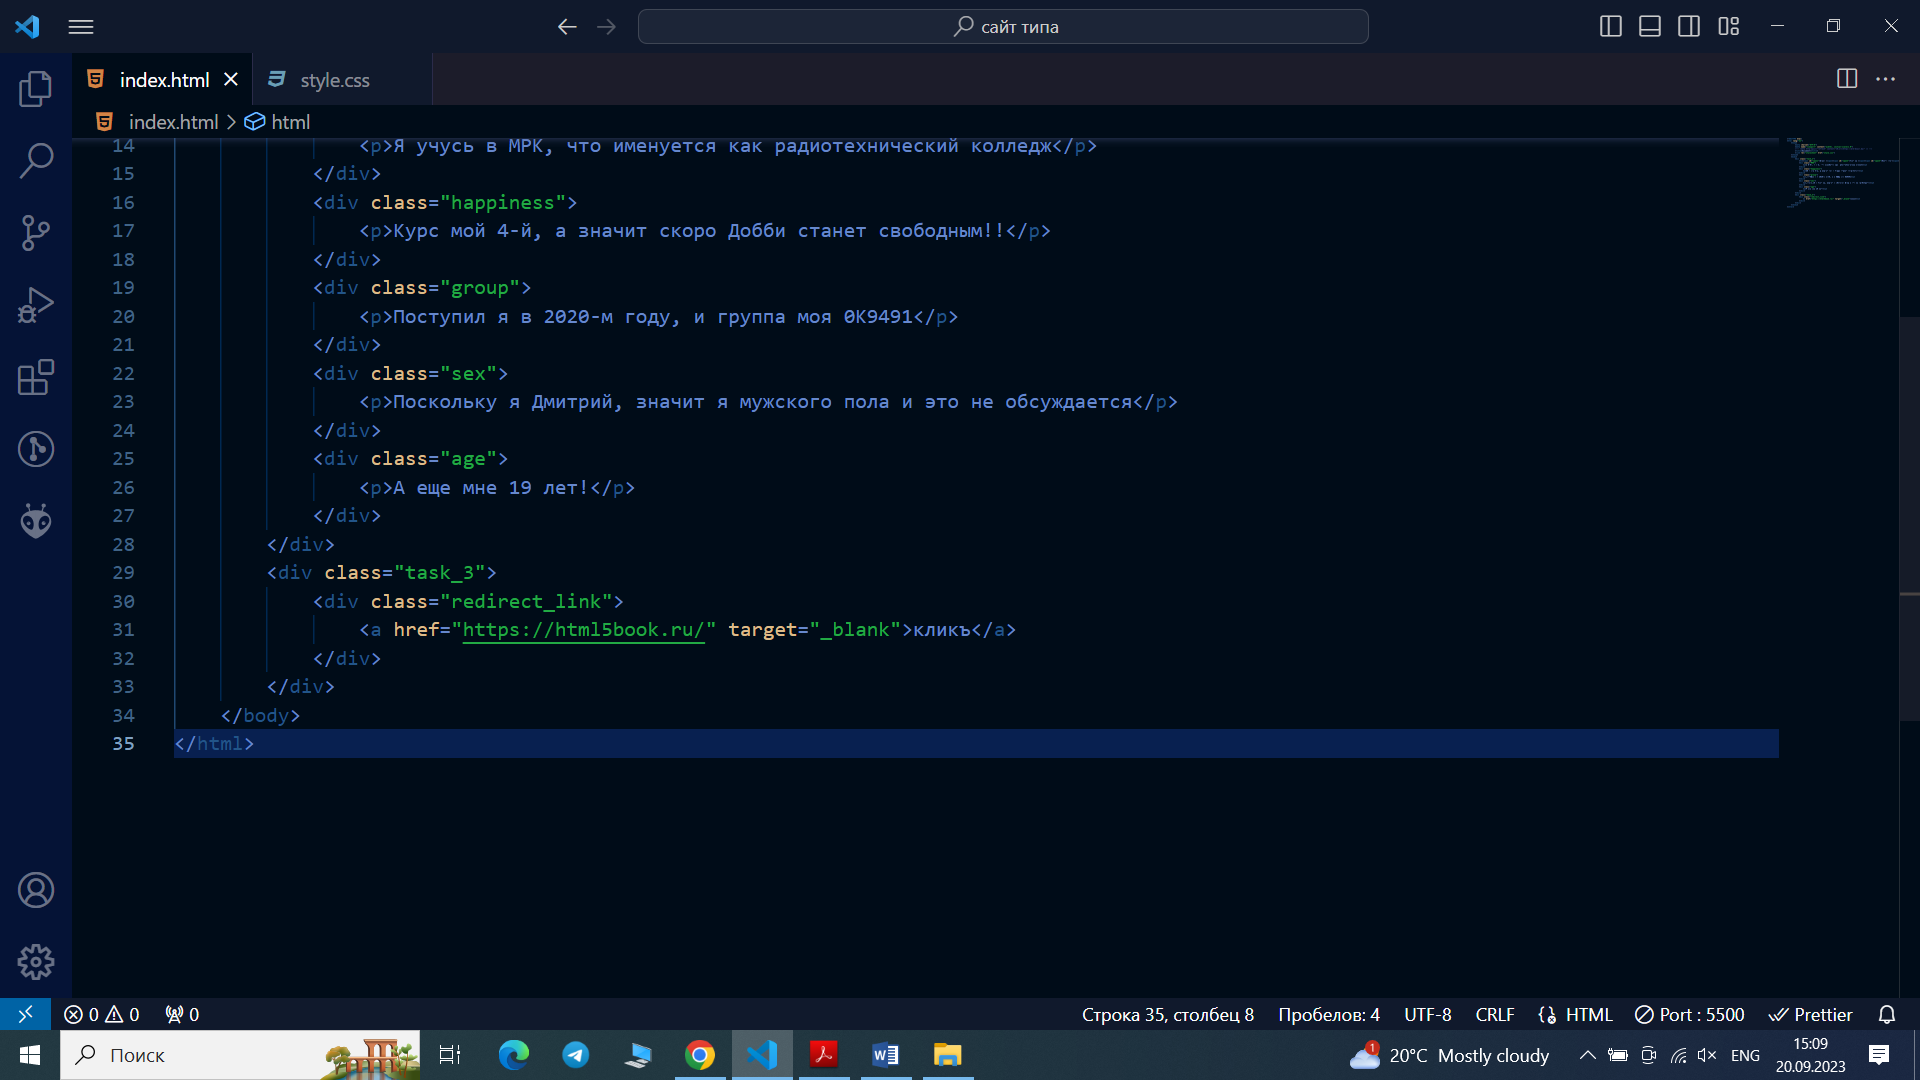 сайт типа
index.html
style.css
index.html > html
14 <p>Я учусь в МРК, что именуется как радиотехнический колледж</p>
15 </div>
16 <div class="happiness">
17 <p>Курс мой 4-й, а значит скоро Добби станет свободным!!</p>
18 </div>
19 <div class="group">
20 <p>Поступил я в 2020-м году, и группа моя 0К9491</p>
21 </div>
22 <div class="sex">
23 <p>Поскольку я Дмитрий, значит я мужского пола и это не обсуждается</p>
24 </div>
25 <div class="age">
26 <p>А еще мне 19 лет!</p>
27 </div>
28 </div>
29 <div class="task_3">
30 <div class="redirect_link">
31 <a href="https://html5book.ru/" target="_blank">кликъ</a>
32 </div>
33 </div>
34 </body>
35 </html>
0 0 0 Строка 35, столбец 8 Пробелов: 4 UTF-8 CRLF HTML Port : 5500 Prettier
Поиск
1 20°C Mostly cloudy ENG
15:09
20.09.2023